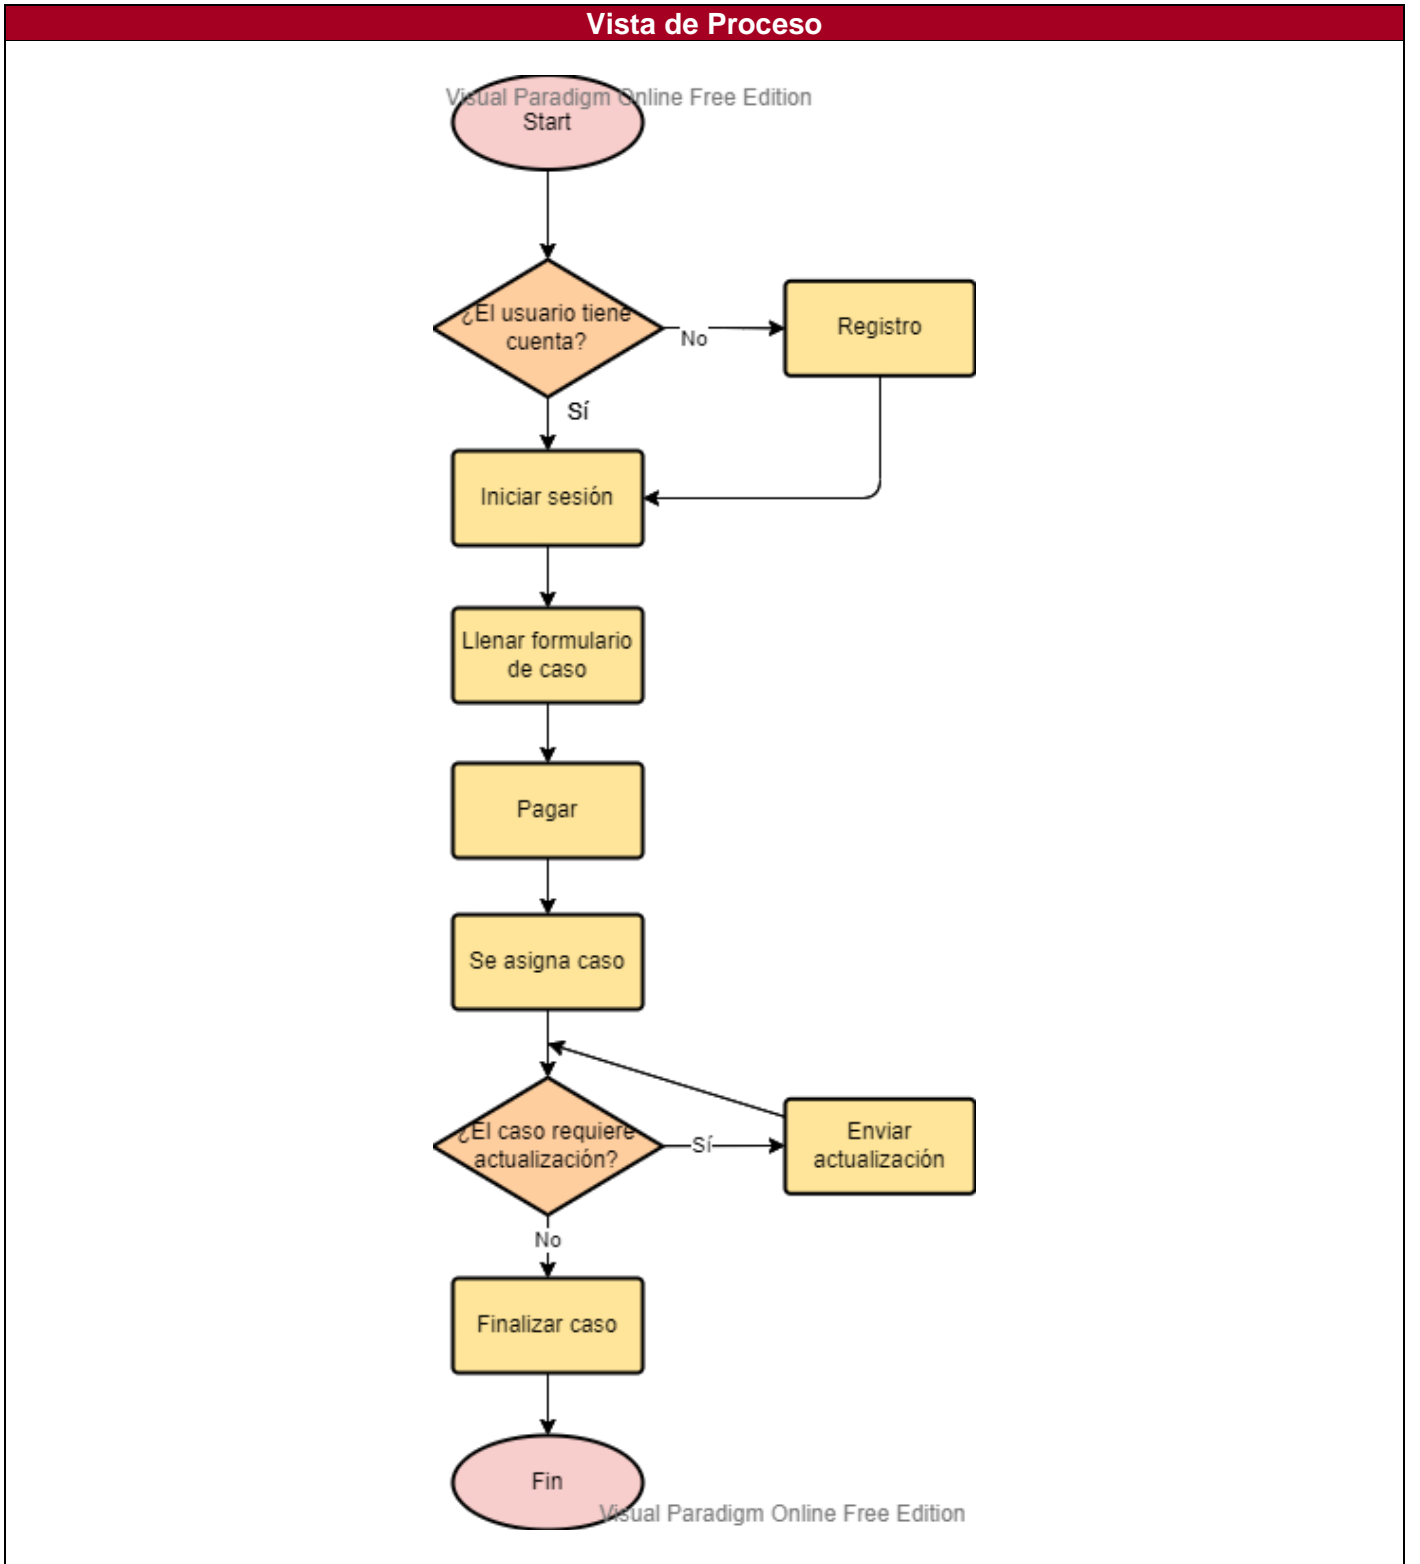 Vista de Proceso
Visual Paradigm Online Free Edition
Start
¿El usuario tiene
cuenta?
No
Registro
Sí
Iniciar sesión
Llenar formulario
de caso
Pagar
Se asigna caso
¿El caso requiere
actualización?
Sí
Enviar
actualización
No
Finalizar caso
Fin
Visual Paradigm Online Free Edition